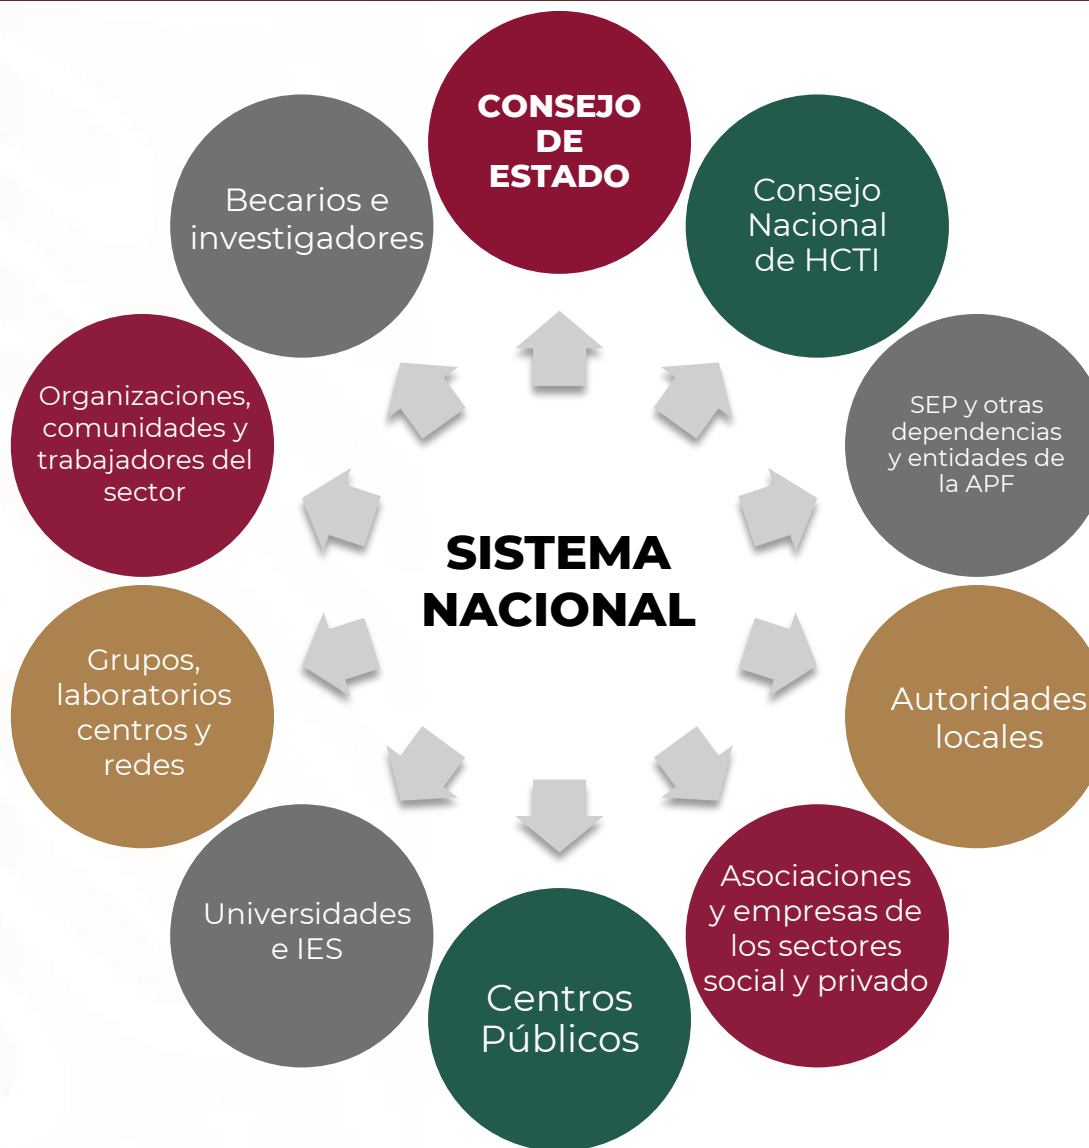 CONSEJO
DE
ESTADO
Consejo
Nacional
de HCTI
SEP y otras
dependencias
y entidades de
la APF
Autoridades
locales
Asociaciones
y empresas de
los sectores
social y privado
Centros
Públicos
Universidades
e IES
Grupos,
laboratorios
centros y
redes
Organizaciones,
comunidades y
trabajadores del
sector
Becarios e
investigadores
SISTEMA
NACIONAL